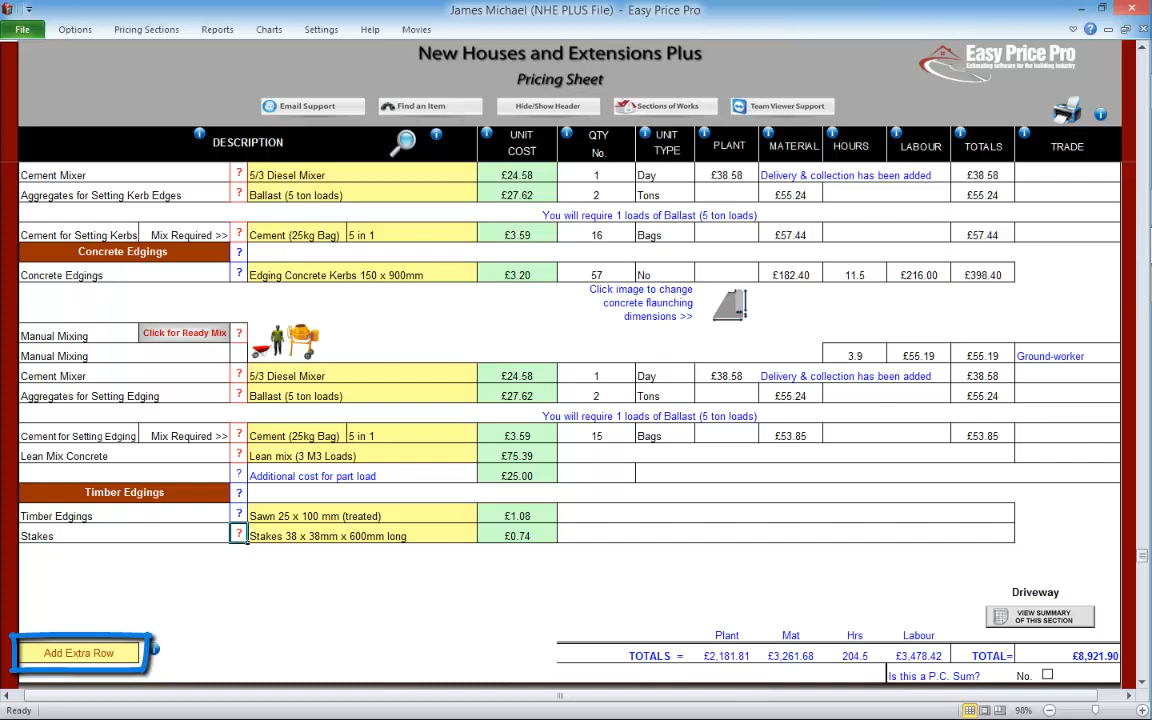 James Michael (NHE PLUS File) - Easy Price Pro
File Options Pricing Sections Reports Charts Settings Help Movies
New Houses and Extensions Plus
Pricing Sheet
Easy Price Pro
Estimating software for the building industry
Email Support Find an Item Hide/Show Header Sections of Works Team Viewer Support
DESCRIPTION UNIT COST QTY No. UNIT TYPE PLANT MATERIAL HOURS LABOUR TOTALS TRADE
Cement Mixer ? 5/3 Diesel Mixer £24.58 1 Day £38.58 Delivery & collection has been added £38.58
Aggregates for Setting Kerb Edges ? Ballast (5 ton loads) £27.62 2 Tons £55.24 £55.24
You will require 1 loads of Ballast (5 ton loads)
Cement for Setting Kerbs Mix Required >> ? Cement (25kg Bag) 5 in 1 £3.59 16 Bags £57.44 £57.44
Concrete Edgings ?
Concrete Edgings ? Edging Concrete Kerbs 150 x 900mm £3.20 57 No £182.40 11.5 £216.00 £398.40
Click image to change
concrete flaunching
dimensions >>
Manual Mixing Click for Ready Mix ?
Manual Mixing 3.9 £55.19 £55.19 Ground-worker
Cement Mixer ? 5/3 Diesel Mixer £24.58 1 Day £38.58 Delivery & collection has been added £38.58
Aggregates for Setting Edging ? Ballast (5 ton loads) £27.62 2 Tons £55.24 £55.24
You will require 1 loads of Ballast (5 ton loads)
Cement for Setting Edging Mix Required >> ? Cement (25kg Bag) 5 in 1 £3.59 15 Bags £53.85 £53.85
Lean Mix Concrete ? Lean mix (3 M3 Loads) £75.39
? Additional cost for part load £25.00
Timber Edgings ?
Timber Edgings ? Sawn 25 x 100 mm (treated) £1.08
Stakes ? Stakes 38 x 38mm x 600mm long £0.74
Driveway
VIEW SUMMARY
OF THIS SECTION
Plant Mat Hrs Labour
Add Extra Row TOTALS = £2,181.81 £3,261.68 204.5 £3,478.42 TOTAL= £8,921.90
Is this a P.C. Sum? No.
Ready 98%